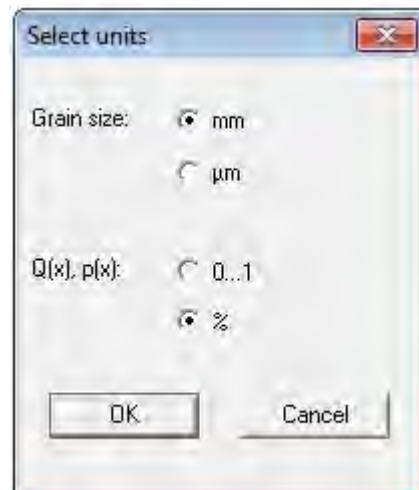 Select units
Grain size: mm
µm
Q(x), p(x): 0...1
%
OK Cancel